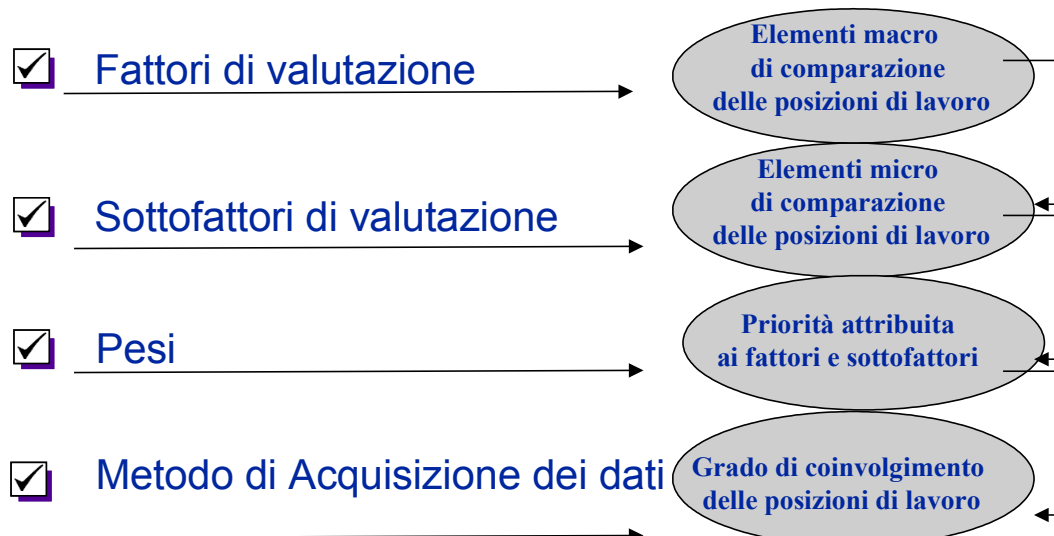 Fattori di valutazione
Elementi macro
di comparazione
delle posizioni di lavoro
Sottofattori di valutazione
Elementi micro
di comparazione
delle posizioni di lavoro
Pesi
Priorità attribuita
ai fattori e sottofattori
Metodo di Acquisizione dei dati
Grado di coinvolgimento
delle posizioni di lavoro